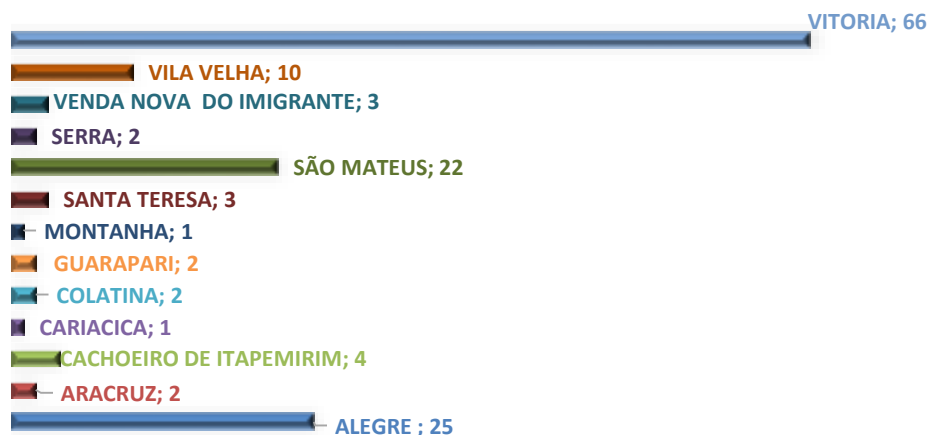 VITORIA; 66
VILA VELHA; 10
VENDA NOVA  DO IMIGRANTE; 3
SERRA; 2
SÃO MATEUS; 22
SANTA TERESA; 3
MONTANHA; 1
GUARAPARI; 2
COLATINA; 2
CARIACICA; 1
CACHOEIRO DE ITAPEMIRIM; 4
ARACRUZ; 2
ALEGRE ; 25